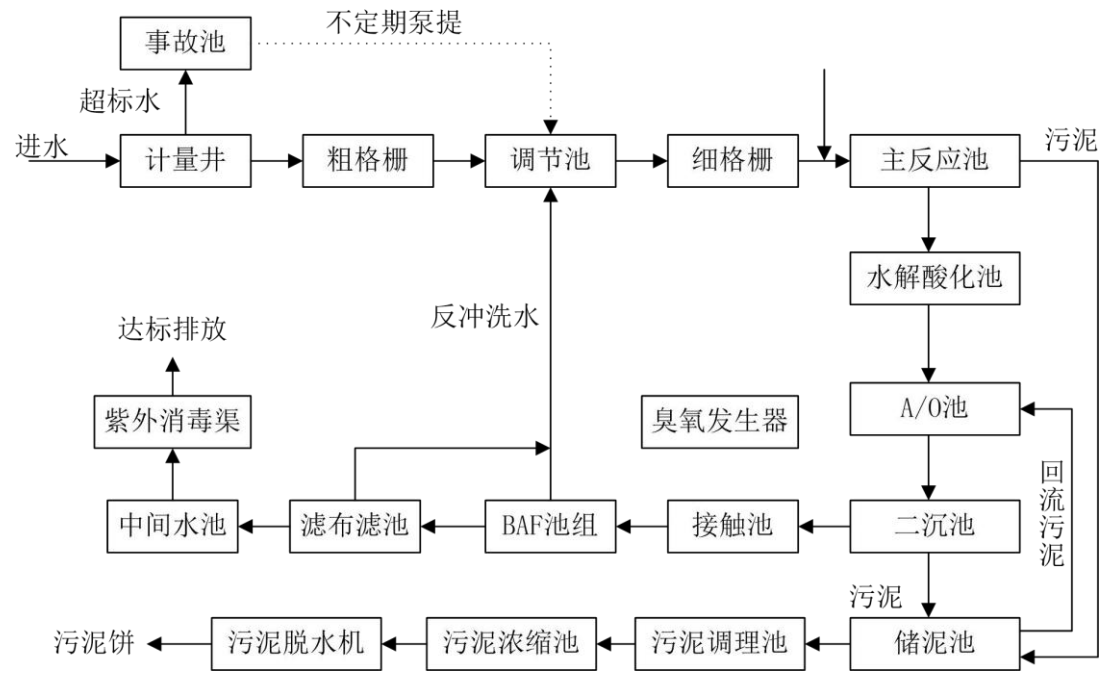 不定期泵提
事故池
超标水
进水
计量井
粗格栅
调节池
细格栅
主反应池
污泥
水解酸化池
反冲洗水
达标排放
紫外消毒渠
臭氧发生器
A/O池
回流污泥
中间水池
滤布滤池
BAF池组
接触池
二沉池
污泥
污泥饼
污泥脱水机
污泥浓缩池
污泥调理池
储泥池